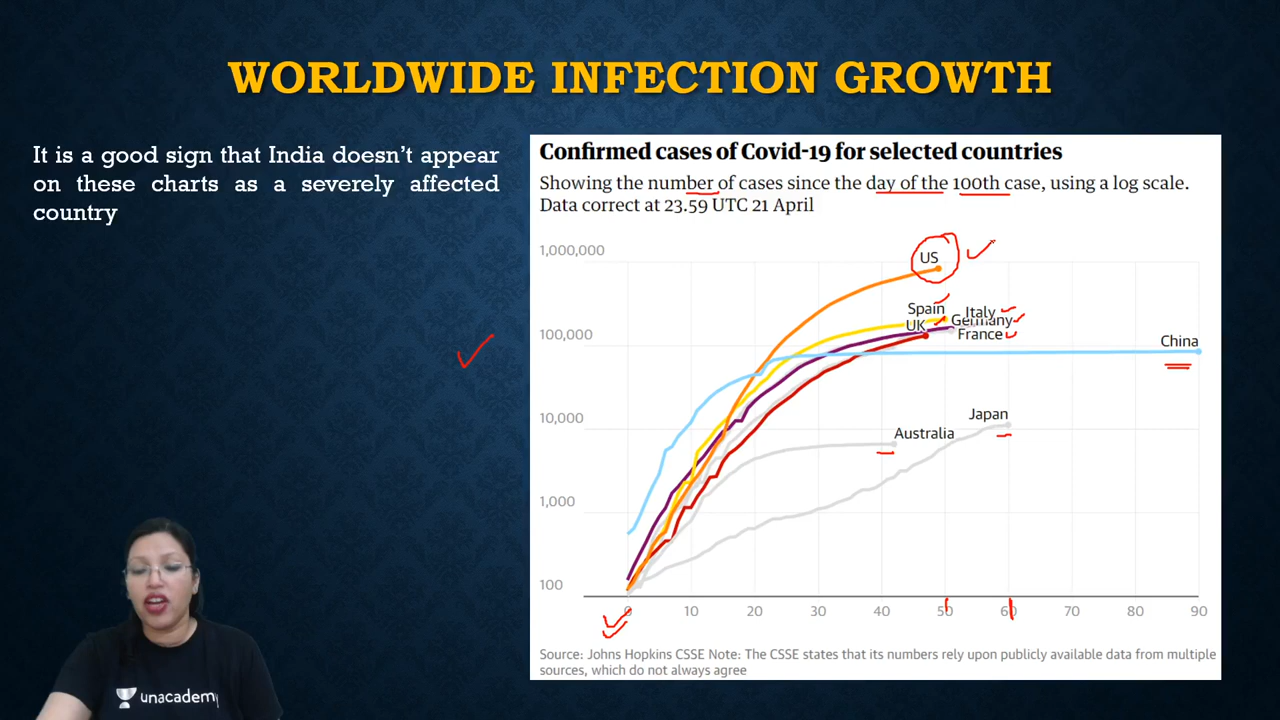 WORLDWIDE INFECTION GROWTH
It is a good sign that India doesn't appear
on these charts as a severely affected
country
Confirmed cases of Covid-19 for selected countries
Showing the number of cases since the day of the 100th case, using a log scale.
Data correct at 23.59 UTC 21 April
1,000,000
US
Spain
Italy
UK
Germany
France
100,000
China
Japan
10,000
Australia
1,000
100
0 10 20 30 40 50 60 70 80 90
Source: Johns Hopkins CSSE Note: The CSSE states that its numbers rely upon publicly available data from multiple
sources, which do not always agree
unacademy